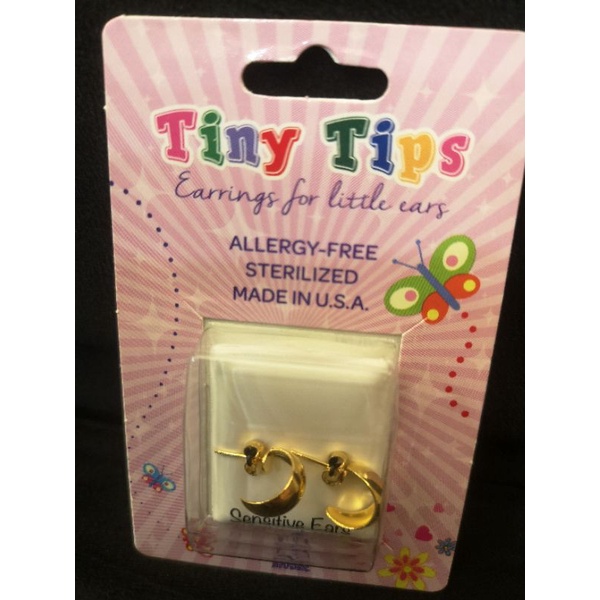 Tiny Tips
Earrings for little ears
ALLERGY-FREE
STERILIZED
MADE IN U.S.A.
Sensitive Ears